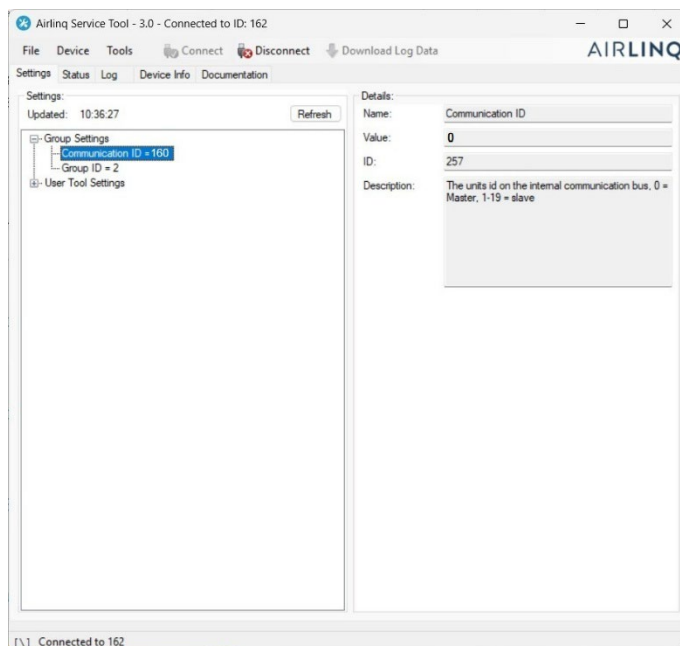 Airlinq Service Tool - 3.0 - Connected to ID: 162
File Device Tools Connect Disconnect Download Log Data AIRLINQ
Settings Status Log Device Info Documentation
Settings:
Updated: 10:36:27 Refresh
Group Settings
Communication ID =160
Group ID = 2
User Tool Settings
Details:
Name: Communication ID
Value: 0
ID: 257
Description: The units id on the internal communication bus, 0 =
Master, 1-19 = slave
[\] Connected to 162